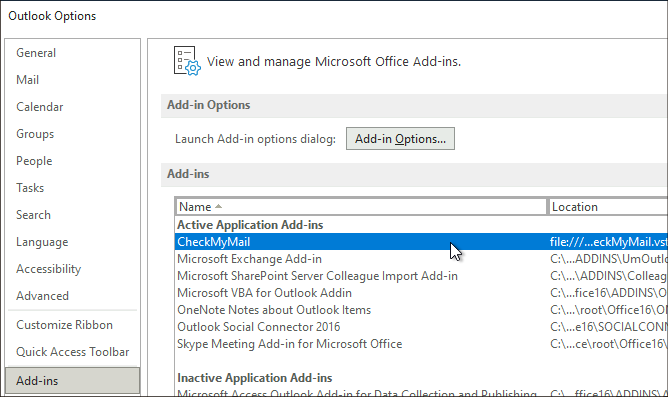 Outlook Options
General
Mail
Calendar
Groups
People
Tasks
Search
Language
Accessibility
Advanced
Customize Ribbon
Quick Access Toolbar
Add-ins
View and manage Microsoft Office Add-ins.
Add-in Options
Launch Add-in options dialog: Add-in Options...
Add-ins
Name Location
Active Application Add-ins
CheckMyMail file:///...eckMyMail.vst
Microsoft Exchange Add-in C:\...ADDINS\UmOutlo
Microsoft SharePoint Server Colleague Import Add-in C:\...\ADDINS\Colleag
Microsoft VBA for Outlook Addin C:\...fice16\ADDINS\O
OneNote Notes about Outlook Items C:\...\root\Office16\O
Outlook Social Connector 2016 C:\...e16\SOCIALCONN
Skype Meeting Add-in for Microsoft Office C:\...ce\root\Office16\
Inactive Application Add-ins
Microsoft Access Outlook Add-in for Data Collection and Publishing C:\...ffice16\ADDINS\